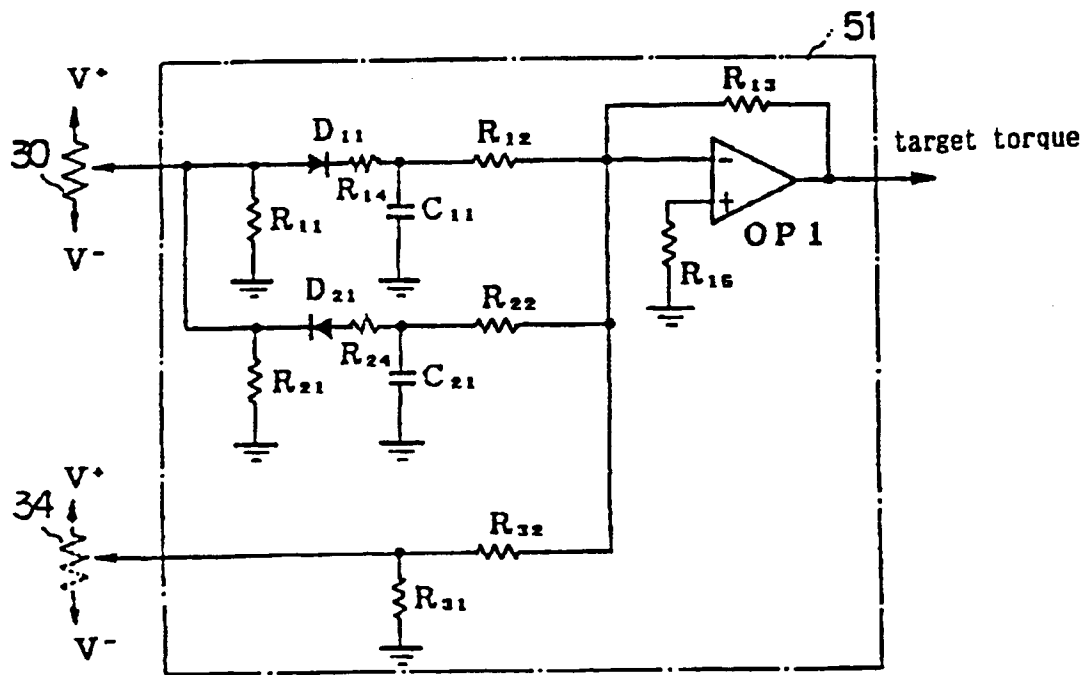 51
V+
R13
D11
R12
target torque
30
R14
C11
−
+
R11
OP1
V−
R15
D21
R22
R24
C21
R21
V+
34
R32
R31
V−